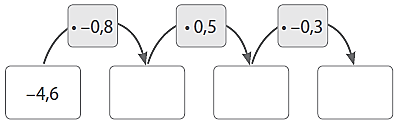 • –0,8 • 0,5 • –0,3
–4,6